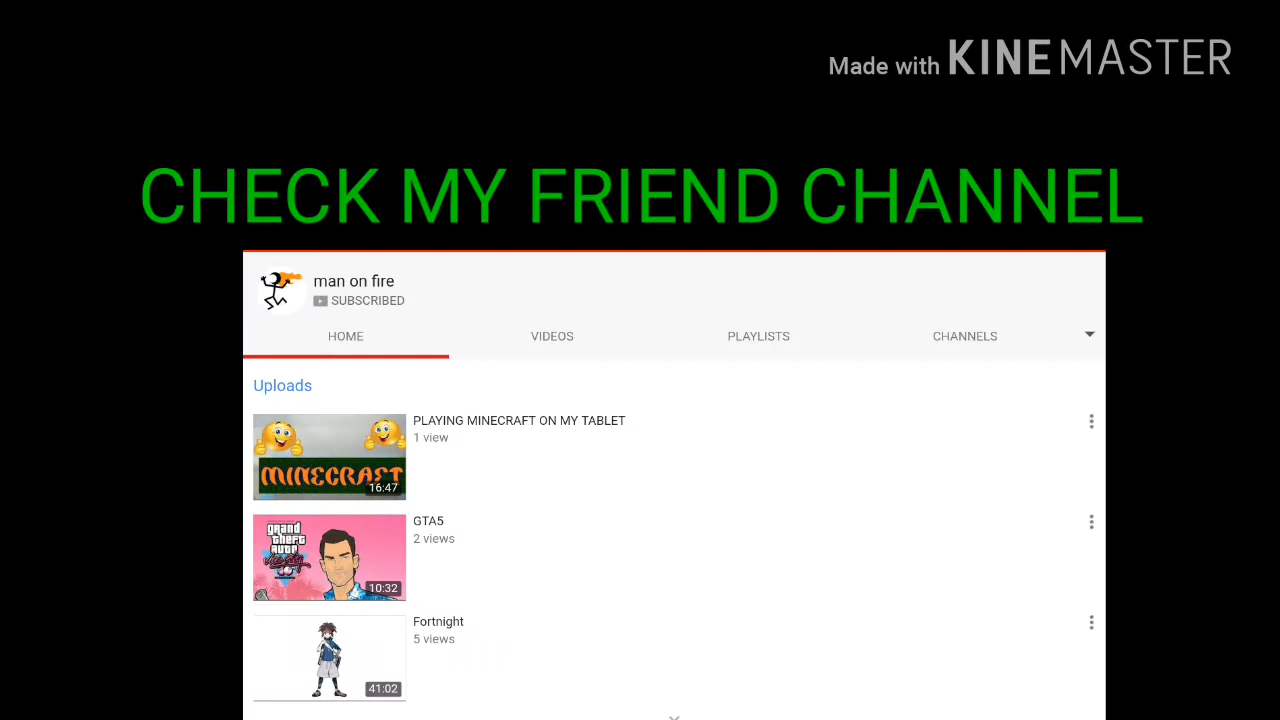 Made with KINEMASTER
CHECK MY FRIEND CHANNEL
man on fire
SUBSCRIBED
HOME VIDEOS PLAYLISTS CHANNELS
Uploads
PLAYING MINECRAFT ON MY TABLET
1 view
MINECRAFT
16:47
GTA5
2 views
grand
theft
auto
Vice City
10:32
Fortnight
5 views
41:02